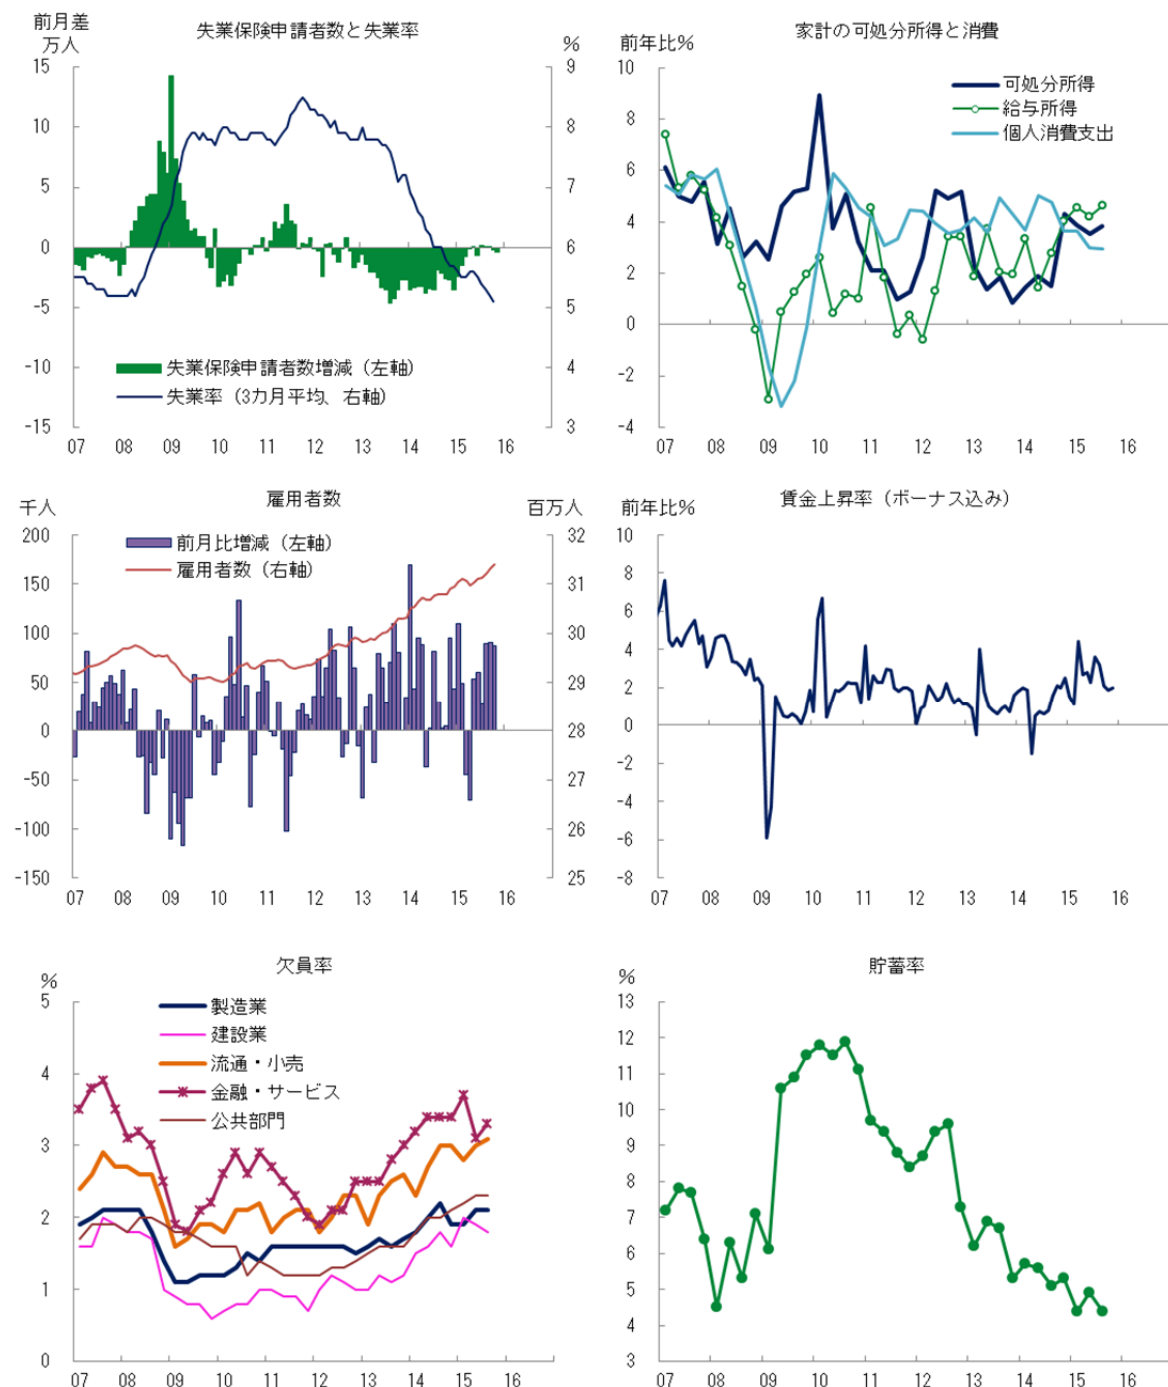 失業保険申請者数と失業率
前月差
万人
%
15
10
5
0
-5
-10
-15
9
8
7
6
5
4
3
失業保険申請者数増減（左軸）
失業率（3カ月平均、右軸）
07 08 09 10 11 12 13 14 15 16
家計の可処分所得と消費
前年比%
10
8
6
4
2
0
-2
-4
可処分所得
給与所得
個人消費支出
07 08 09 10 11 12 13 14 15 16
雇用者数
千人
百万人
200
150
100
50
0
-50
-100
-150
32
31
30
29
28
27
26
25
前月比増減（左軸）
雇用者数（右軸）
07 08 09 10 11 12 13 14 15 16
賃金上昇率（ボーナス込み）
前年比%
10
8
6
4
2
0
-2
-4
-6
-8
07 08 09 10 11 12 13 14 15 16
欠員率
%
5
4
3
2
1
0
製造業
建設業
流通・小売
金融・サービス
公共部門
07 08 09 10 11 12 13 14 15 16
貯蓄率
%
13
12
11
10
9
8
7
6
5
4
3
07 08 09 10 11 12 13 14 15 16